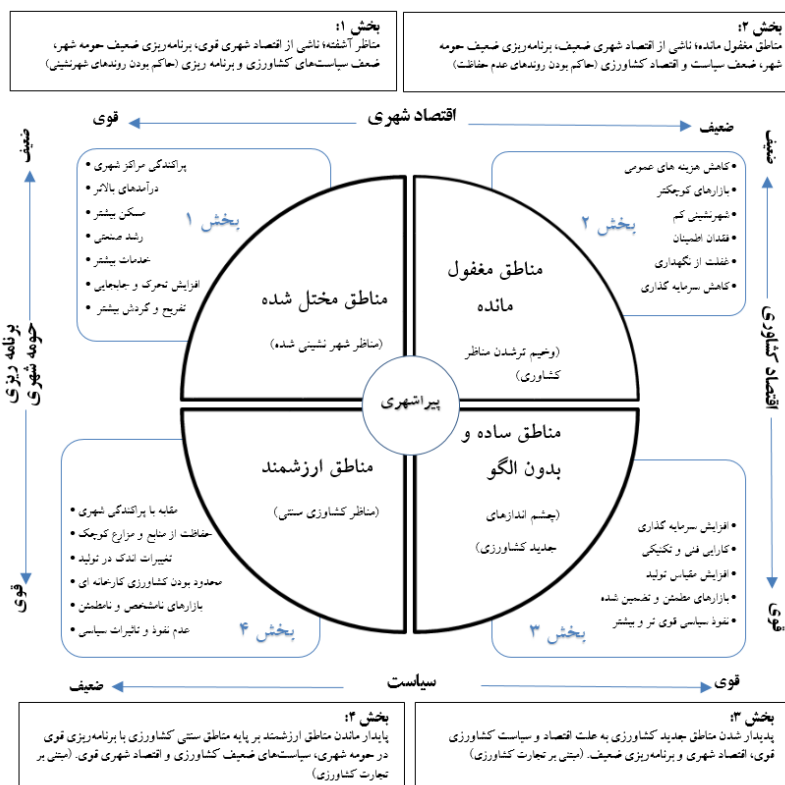 بخش ۱:
مناظر آشفته؛ ناشی از اقتصاد شهری قوی، برنامه‌ریزی ضعیف حومه شهر،
ضعف سیاست‌های کشاورزی و برنامه ریزی (حاکم بودن روندهای شهرنشینی)
بخش ۲:
مناطق مغفول مانده؛ ناشی از اقتصاد شهری ضعیف، برنامه‌ریزی ضعیف حومه
شهر، ضعف سیاست و اقتصاد کشاورزی (حاکم بودن روندهای عدم حفاظت)
اقتصاد شهری
قوی
ضعیف
ضعیف
برنامه ریزی
حومه شهری
قوی
ضعیف
اقتصاد کشاوری
قوی
• پراکندگی مراکز شهری
• درآمدهای بالاتر
• مسکن بیشتر
• رشد صنعتی
• خدمات بیشتر
• افزایش تحرک و جابجایی
• تفریح و گردش بیشتر
بخش ۱
• کاهش هزینه های عمومی
• بازارهای کوچکتر
• شهرنشینی کم
• فقدان اطمینان
• غفلت از نگهداری
• کاهش سرمایه گذاری
بخش ۲
مناطق مختل شده
(مناظر شهر نشینی شده)
مناطق مغفول
مانده
(وخیم ترشدن مناظر
کشاوری)
پیراشهری
مناطق ارزشمند
(مناظر کشاوزی سنتی)
مناطق ساده و
بدون الگو
(چشم اندازهای
جدید کشاورزی)
• مقابه با پراکندگی شهری
• حفاظت از منابع و مزارع کوچک
• تغییرات اندک در تولید
• محدود بودن کشاورزی کارخانه ای
• بازارهای نامشخص و نامطمئن
• عدم نفوذ و تاثیرات سیاسی
بخش ۴
• افزایش سرمایه گذاری
• کارایی فنی و تکنیکی
• افزایش مقیاس تولید
• بازارهای مطمئن و تضمین شده
• نفوذ سیاسی قوی تر و بیشتر
بخش ۳
سیاست
ضعیف
قوی
بخش ۴:
پایدار ماندن مناطق ارزشمند بر پایه مناطق سنتی کشاورزی با برنامه‌ریزی قوی
در حومه شهری، سیاست‌های ضعیف کشاورزی و اقتصاد شهری قوی. (مبتنی بر
تجارت کشاورزی)
بخش ۳:
پدیدار شدن مناطق جدید کشاورزی به علت اقتصاد و سیاست کشاورزی
قوی، اقتصاد شهری و برنامه‌ریزی ضعیف. (مبتنی بر تجارت کشاورزی)